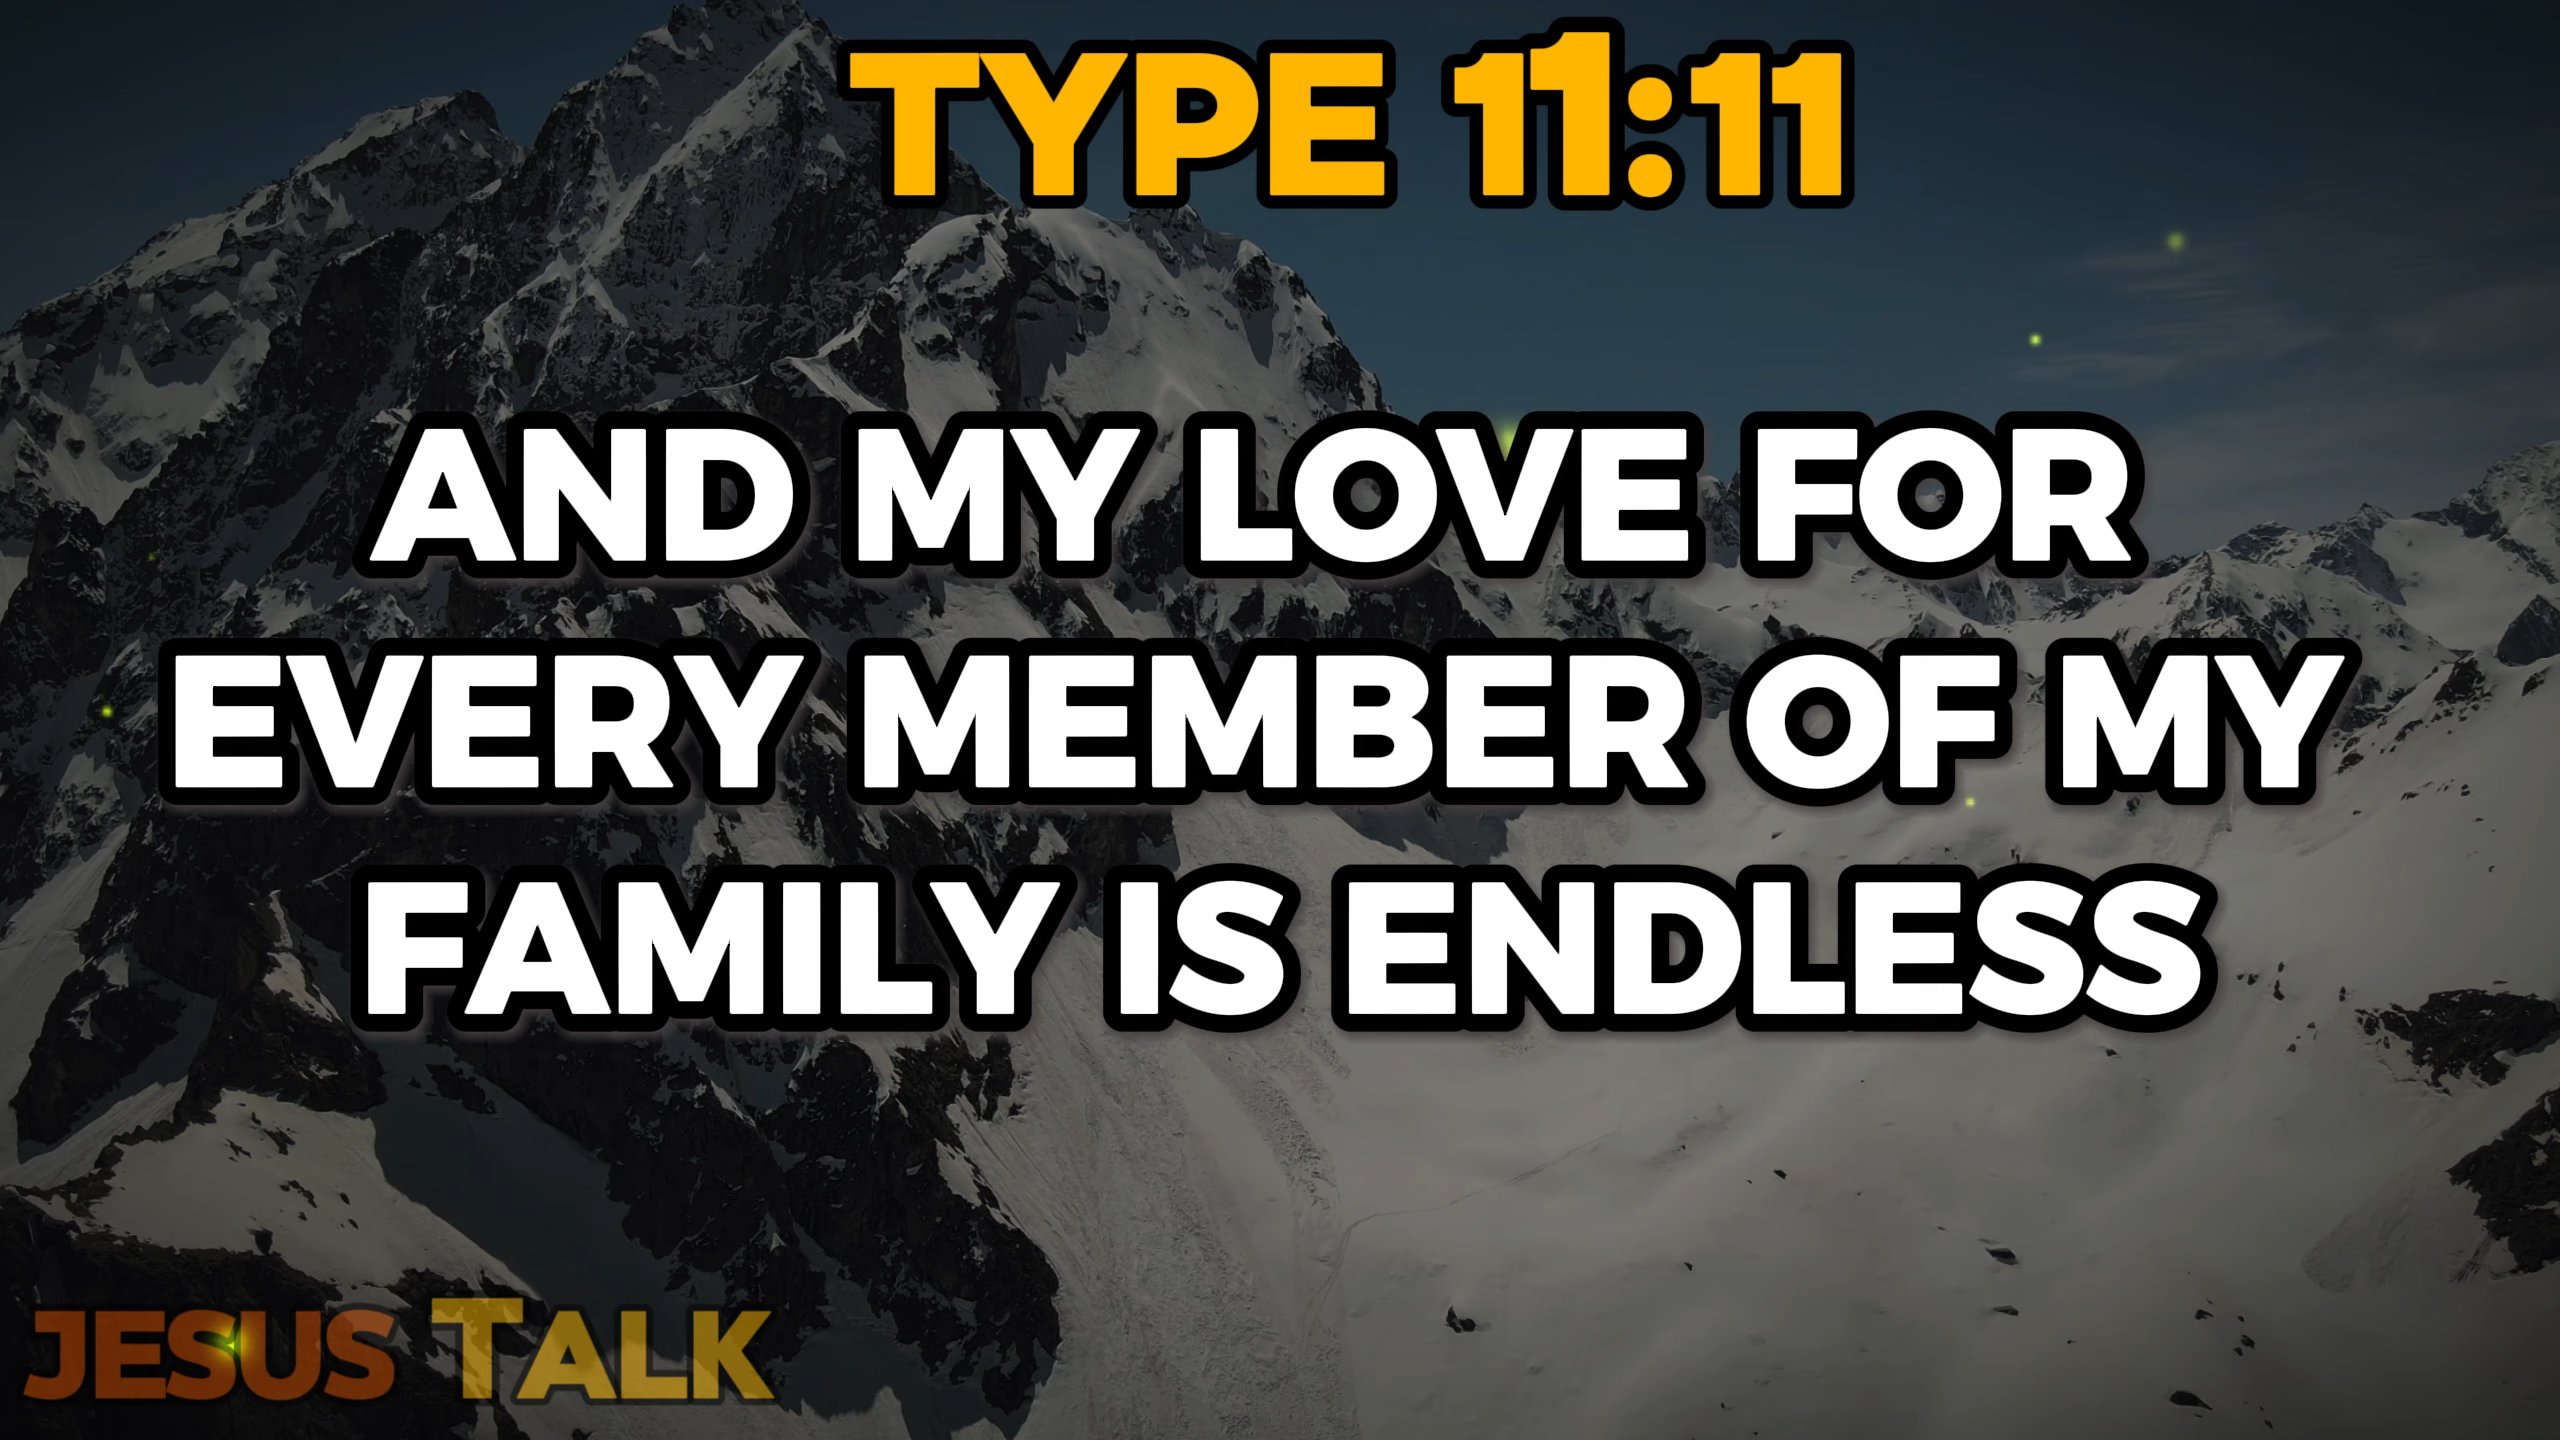 TYPE 11:11
AND MY LOVE FOR
EVERY MEMBER OF MY
FAMILY IS ENDLESS
JESUS TALK